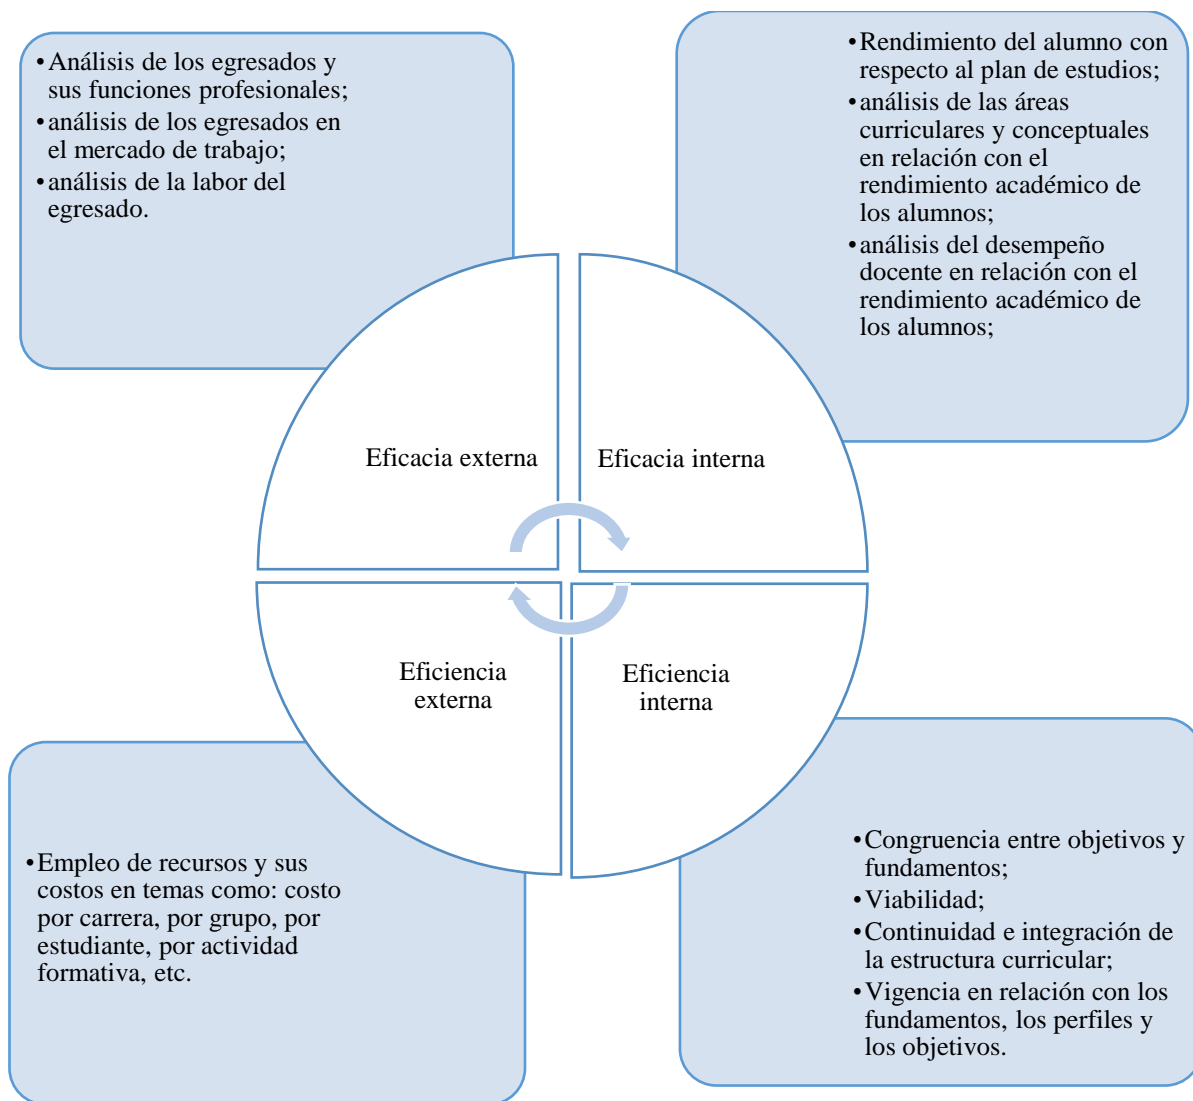 •Análisis de los egresados y
sus funciones profesionales;
•análisis de los egresados en
el mercado de trabajo;
•análisis de la labor del
egresado.
•Rendimiento del alumno con
respecto al plan de estudios;
•análisis de las áreas
curriculares y conceptuales
en relación con el
rendimiento académico de
los alumnos;
•análisis del desempeño
docente en relación con el
rendimiento académico de
los alumnos;
Eficacia externa
Eficacia interna
Eficiencia
externa
Eficiencia
interna
•Empleo de recursos y sus
costos en temas como: costo
por carrera, por grupo, por
estudiante, por actividad
formativa, etc.
•Congruencia entre objetivos y
fundamentos;
•Viabilidad;
•Continuidad e integración de
la estructura curricular;
•Vigencia en relación con los
fundamentos, los perfiles y
los objetivos.